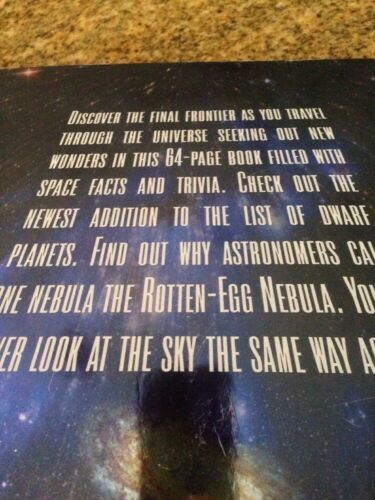 DISCOVER THE FINAL FRONTIER AS YOU TRAVEL
THROUGH THE UNIVERSE SEEKING OUT NEW
WONDERS IN THIS 64-PAGE BOOK FILLED WITH
SPACE FACTS AND TRIVIA. CHECK OUT THE
NEWEST ADDITION TO THE LIST OF DWARF
PLANETS. FIND OUT WHY ASTRONOMERS
NEBULA THE ROTTEN-EGG NEBULA.
LOOK AT THE SKY THE SAME WAY